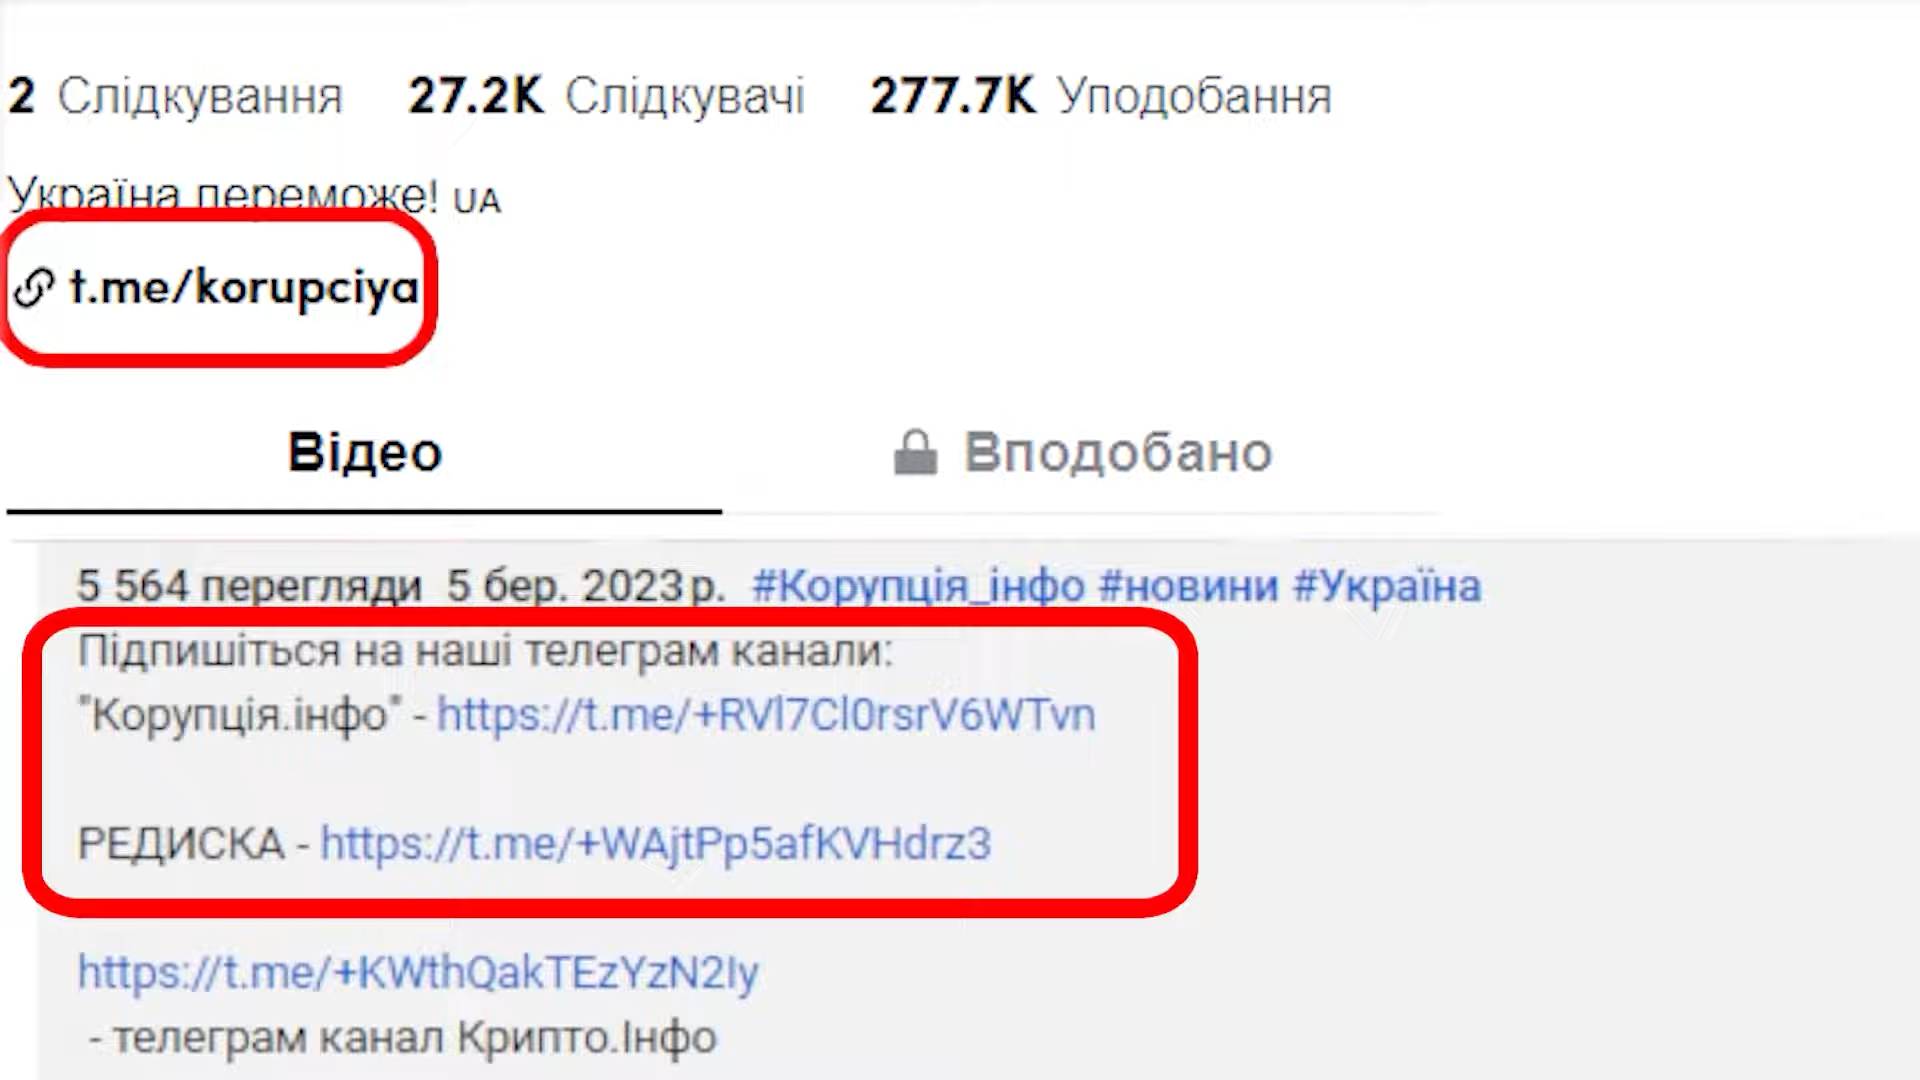 2 Слідкування 27.2K Слідкувачі 277.7K Уподобання
Україна переможе! UA
t.me/korupciya
Відео Вподобано
5 564 перегляди 5 бер. 2023 р. #Корупція_інфо #новини #Україна
Підпишіться на наші телеграм канали:
"Корупція.інфо" - https://t.me/+RVl7Cl0rsrV6WTvn
РЕДИСКА - https://t.me/+WAjtPp5afKVHdrz3
https://t.me/+KWthQakTEzYzN2Iy
- телеграм канал Крипто.Інфо